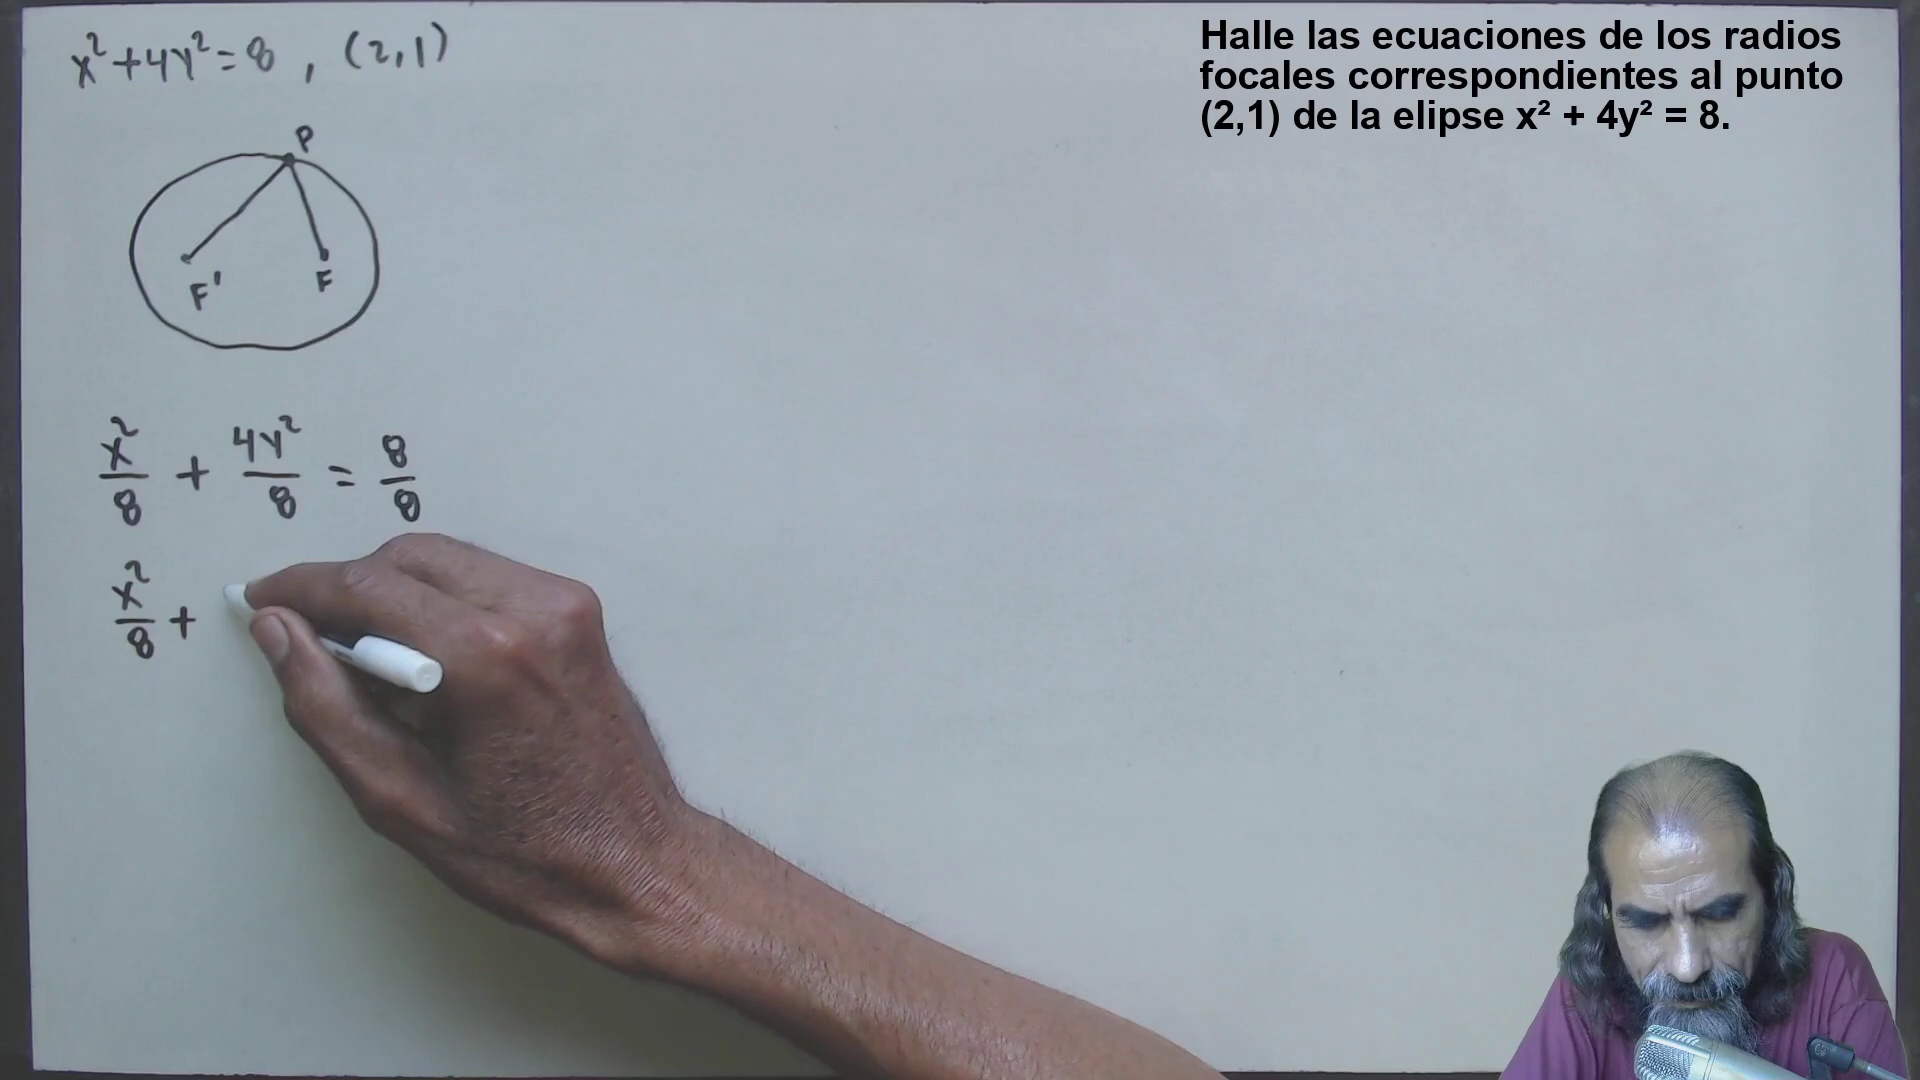 x²+4y²=8 , (2,1)
Halle las ecuaciones de los radios
focales correspondientes al punto
(2,1) de la elipse x² + 4y² = 8.
P
F' F
x²/8 + 4y²/8 = 8/8
x²/8 +